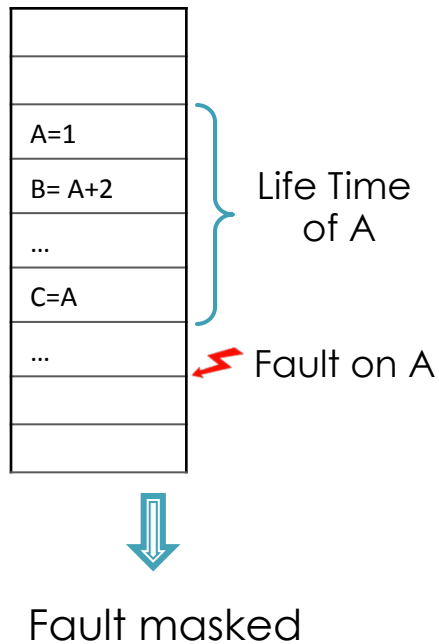 A=1
B= A+2
...
C=A
...
Life Time
of A
Fault on A
Fault masked